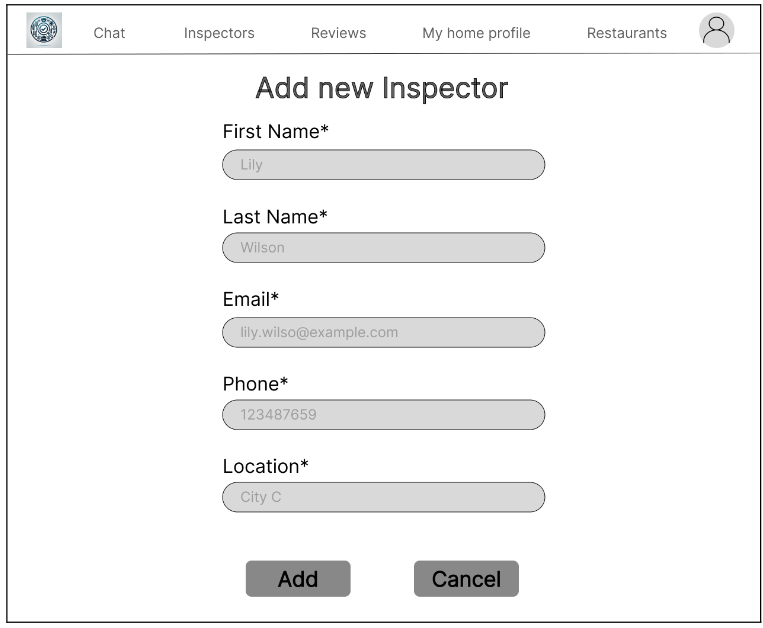 Chat Inspectors Reviews My home profile Restaurants
Add new Inspector
First Name*
Lily
Last Name*
Wilson
Email*
lily.wilso@example.com
Phone*
123487659
Location*
City C
Add Cancel